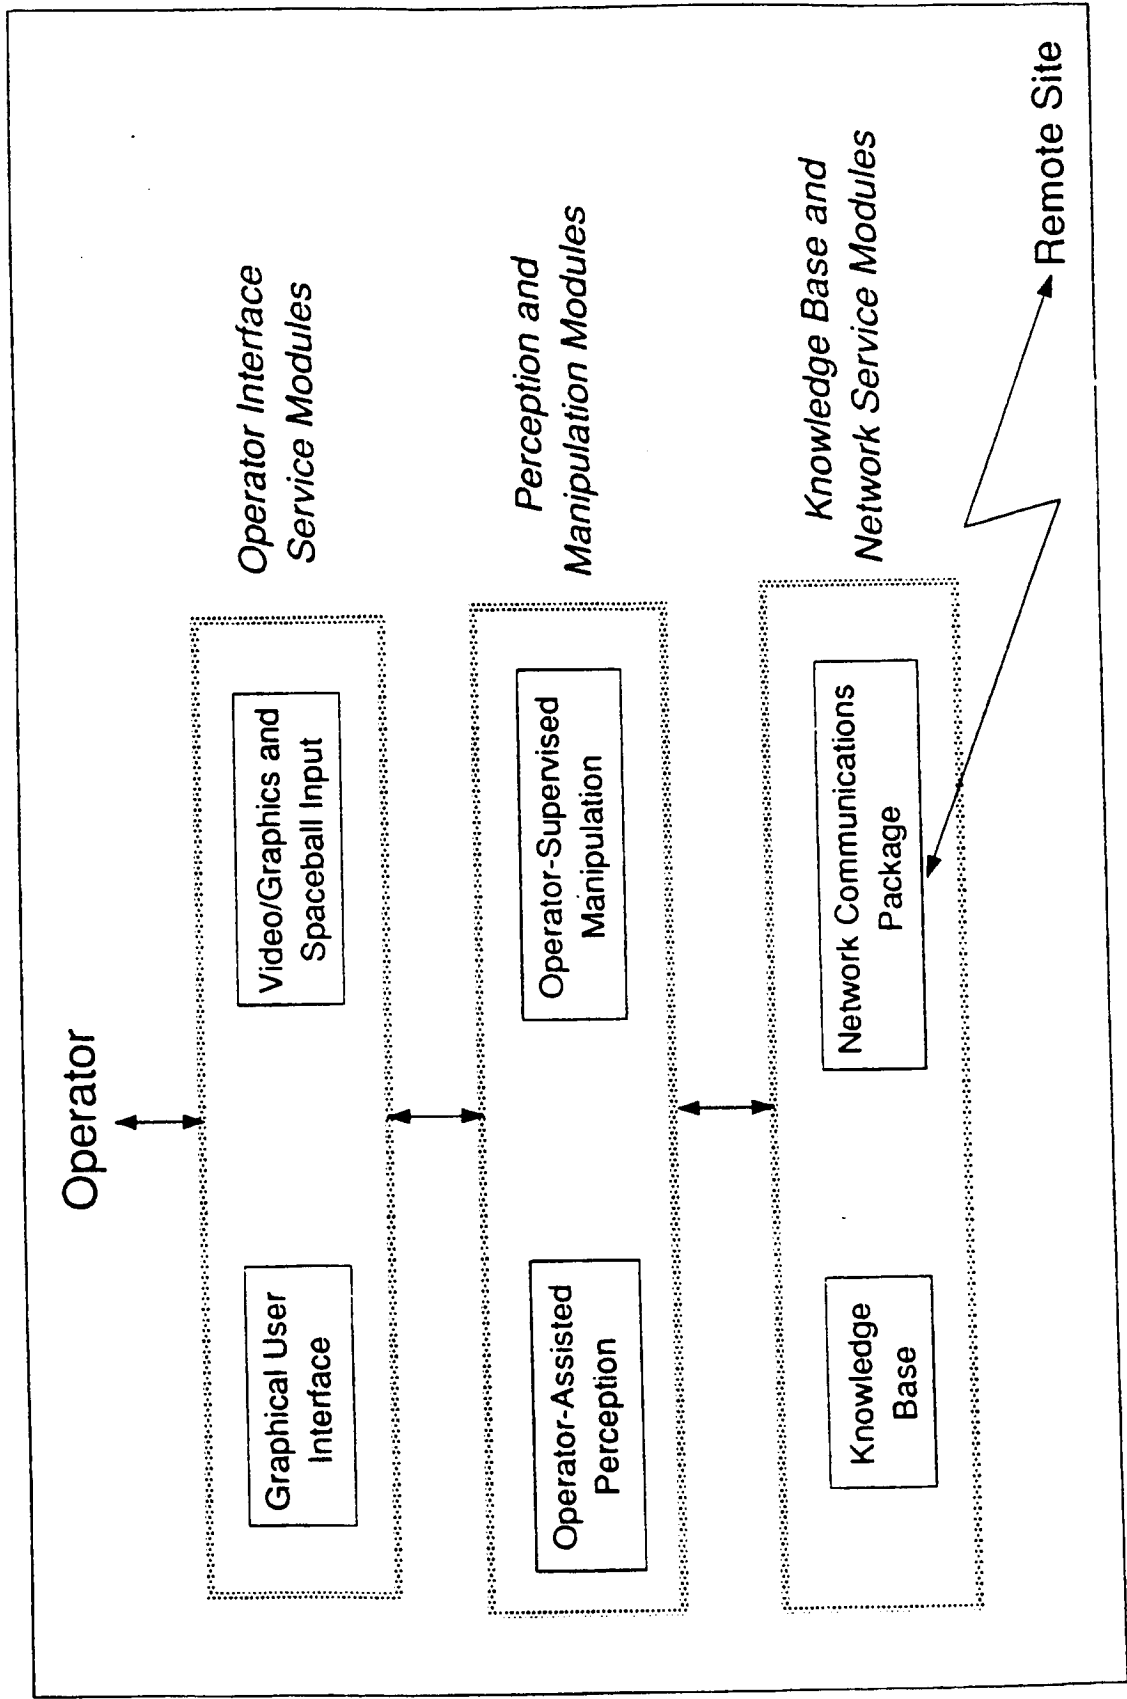 Operator
Graphical User
Interface
Video/Graphics and
Spaceball Input
Operator Interface
Service Modules
Operator-Assisted
Perception
Operator-Supervised
Manipulation
Perception and
Manipulation Modules
Knowledge
Base
Network Communications
Package
Knowledge Base and
Network Service Modules
Remote Site